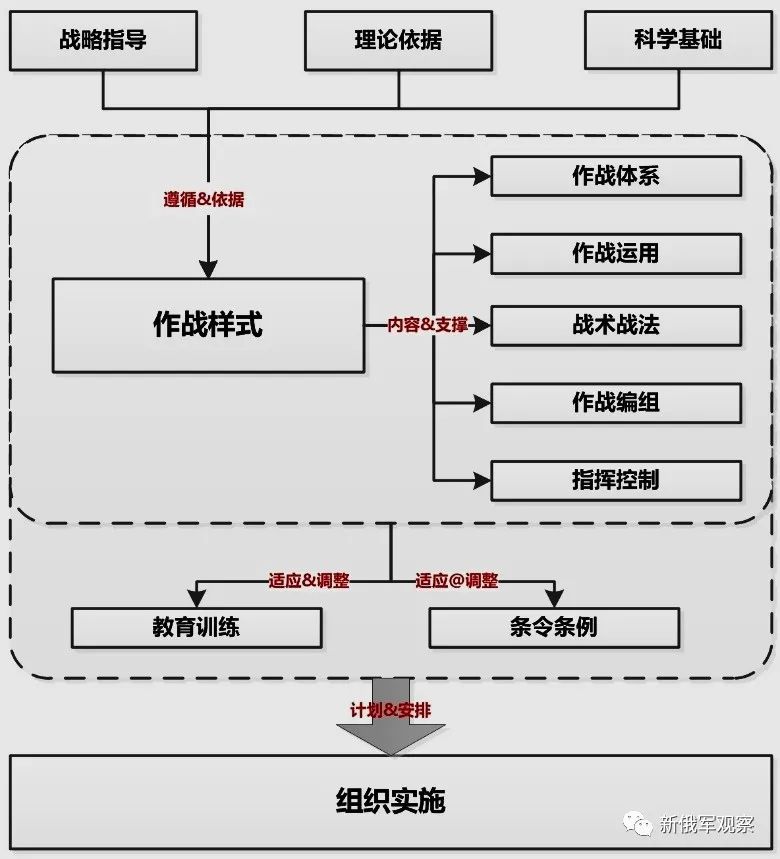 战略指导
理论依据
科学基础
遵循&依据
作战体系
作战运用
作战样式
内容&支撑
战术战法
作战编组
指挥控制
适应&调整
适应@调整
教育训练
条令条例
计划&安排
组织实施
新俄军观察